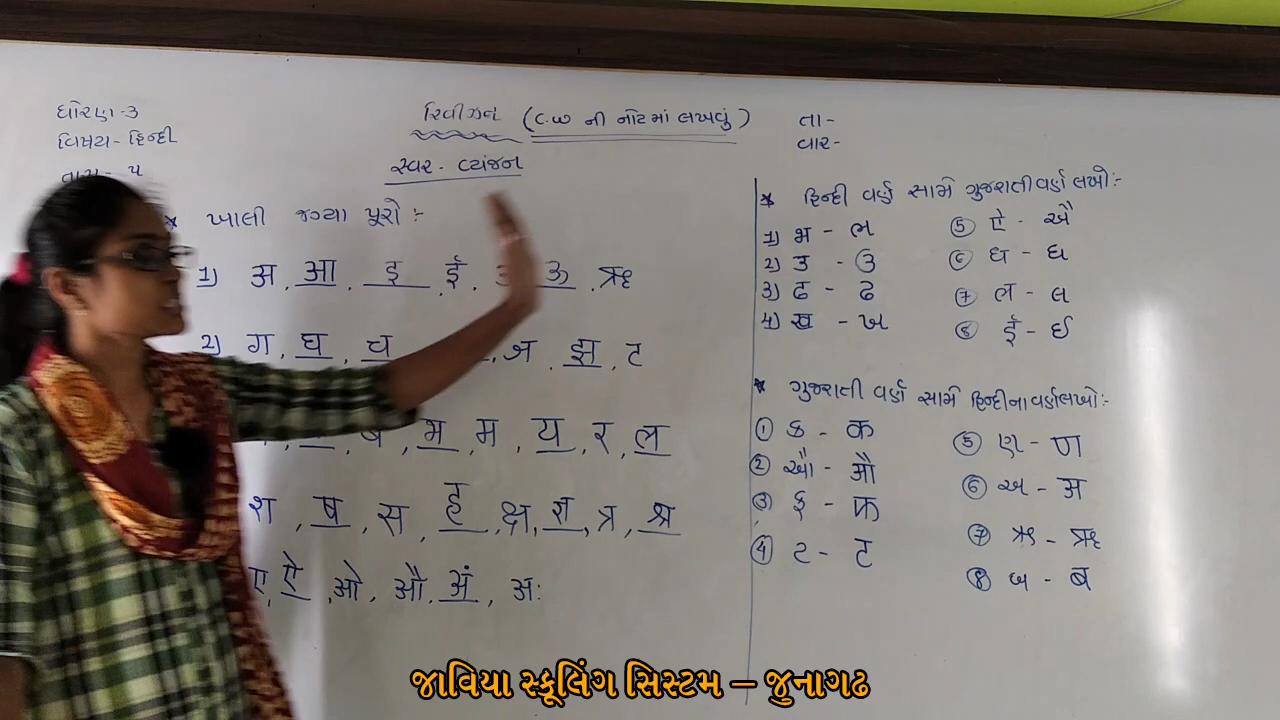 ધોરણ-૩
વિષય- હિન્દી
તાસ - ૫
રિવીઝન (C.W ની નોટમાં લખવું)
સ્વર - વ્યંજન
તા-
વાર-
* ખાલી જગ્યા પૂરો :-
1) अ, आ, इ, ई, ऊ, ऋ
2) ग, घ, च, ज, झ, ट
ब, भ, म, य, र, ल
श, ष, स, ह, क्ष, ज्ञ, त्र, श्र
ए, ऐ, ओ, औ, अं, अः
* હિન્દી વર્ણ સામે ગુજરાતી વર્ણ લખો:-
1) भ - ભ
2) उ - ઉ
3) ढ - ઢ
4) ख - ખ
5 ऐ - ઐ
6 ध - ધ
7 ल - લ
8 ई - ઈ
* ગુજરાતી વર્ણ સામે હિન્દીના વર્ણ લખો:-
1 ક - क
2 ઔ - औ
3 ફ - फ
4 ટ - ट
5 ણ - ण
6 અ - अ
7 ઋ - ऋ
8 બ - ब
જાવિયા સ્કૂલિંગ સિસ્ટમ – જુનાગઢ